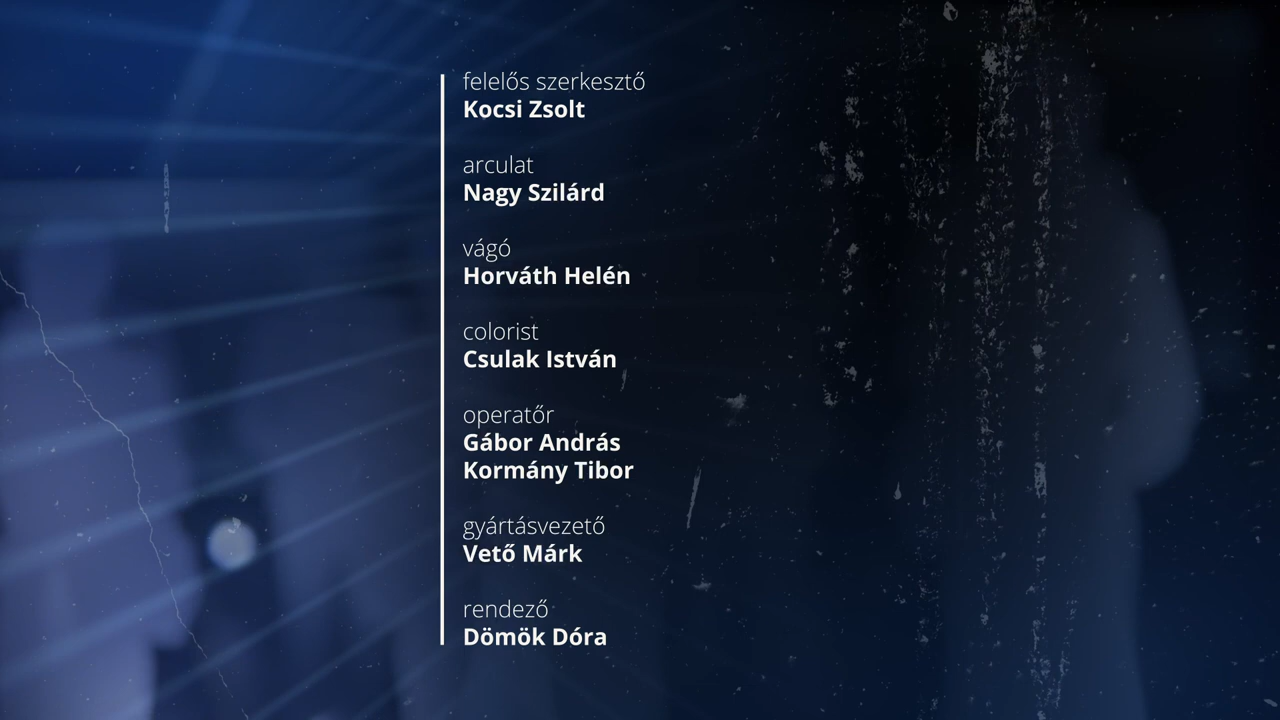 felelős szerkesztő
Kocsi Zsolt
arculat
Nagy Szilárd
vágó
Horváth Helén
colorist
Csulak István
operatőr
Gábor András
Kormány Tibor
gyártásvezető
Vető Márk
rendező
Dömök Dóra